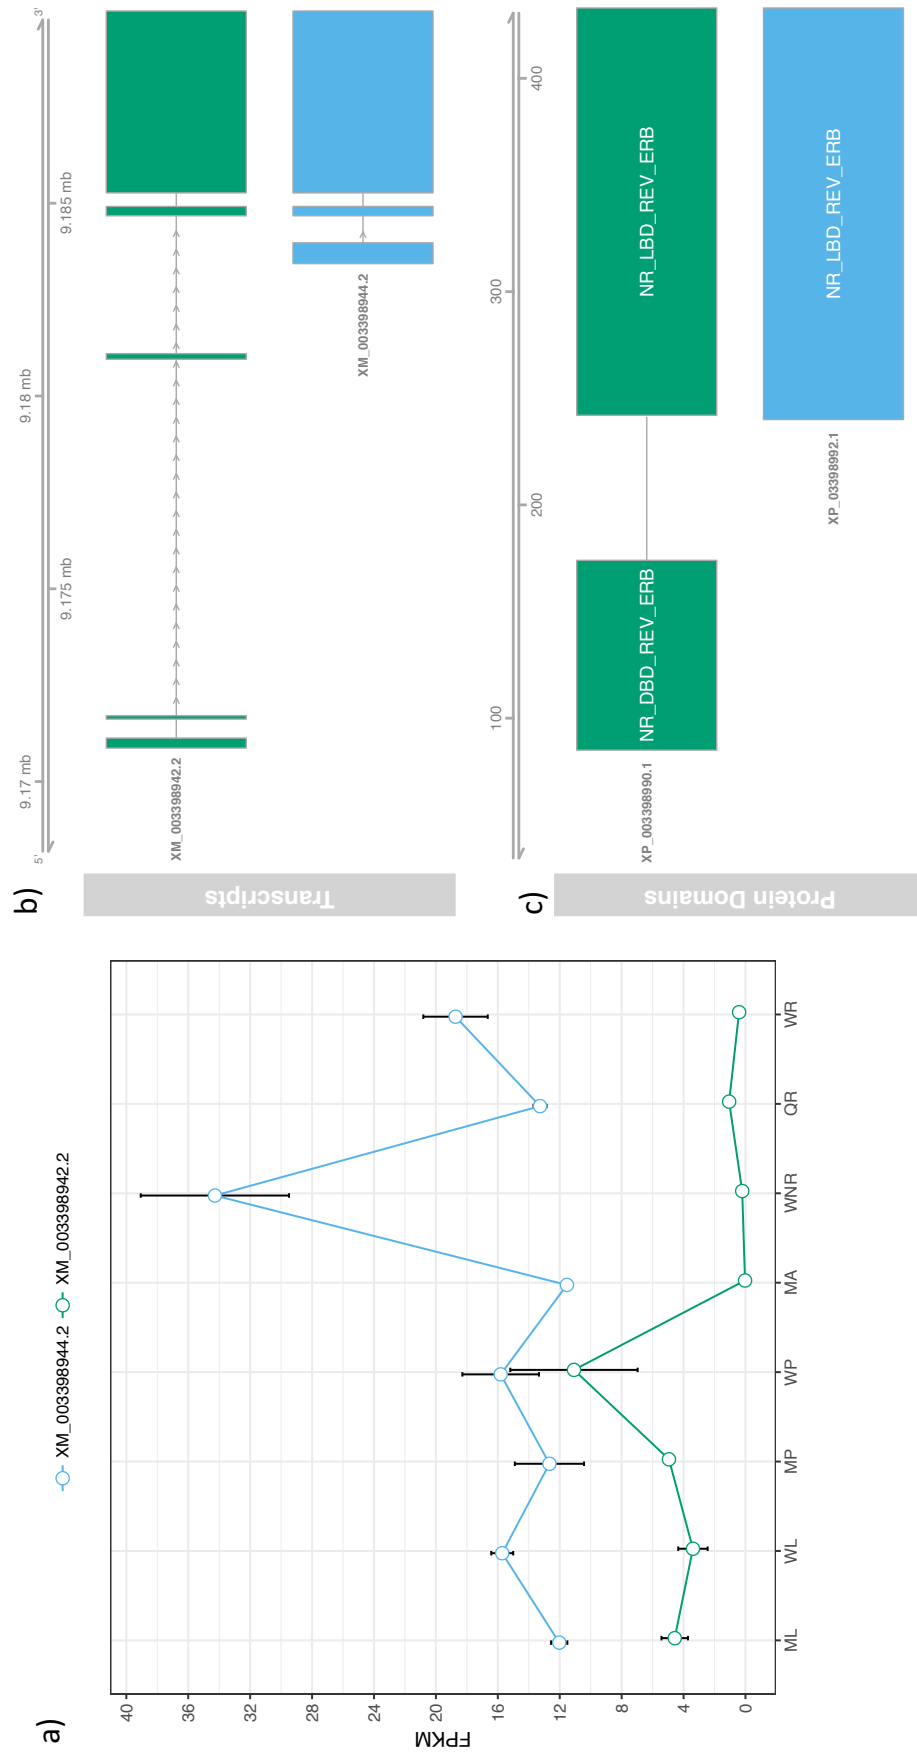 a)
XM_003398944.2
XM_003398942.2
FPKM
40
36
32
28
24
20
16
12
8
4
0
ML
WL
MP
WP
MA
WNR
QR
WR
b)
Transcripts
5'
9.17 mb
9.175 mb
9.18 mb
9.185 mb
3'
XM_003398942.2
XM_003398944.2
c)
Protein Domains
100
200
300
400
XP_003398990.1
NR_DBD_REV_ERB
NR_LBD_REV_ERB
XP_03398992.1
NR_LBD_REV_ERB